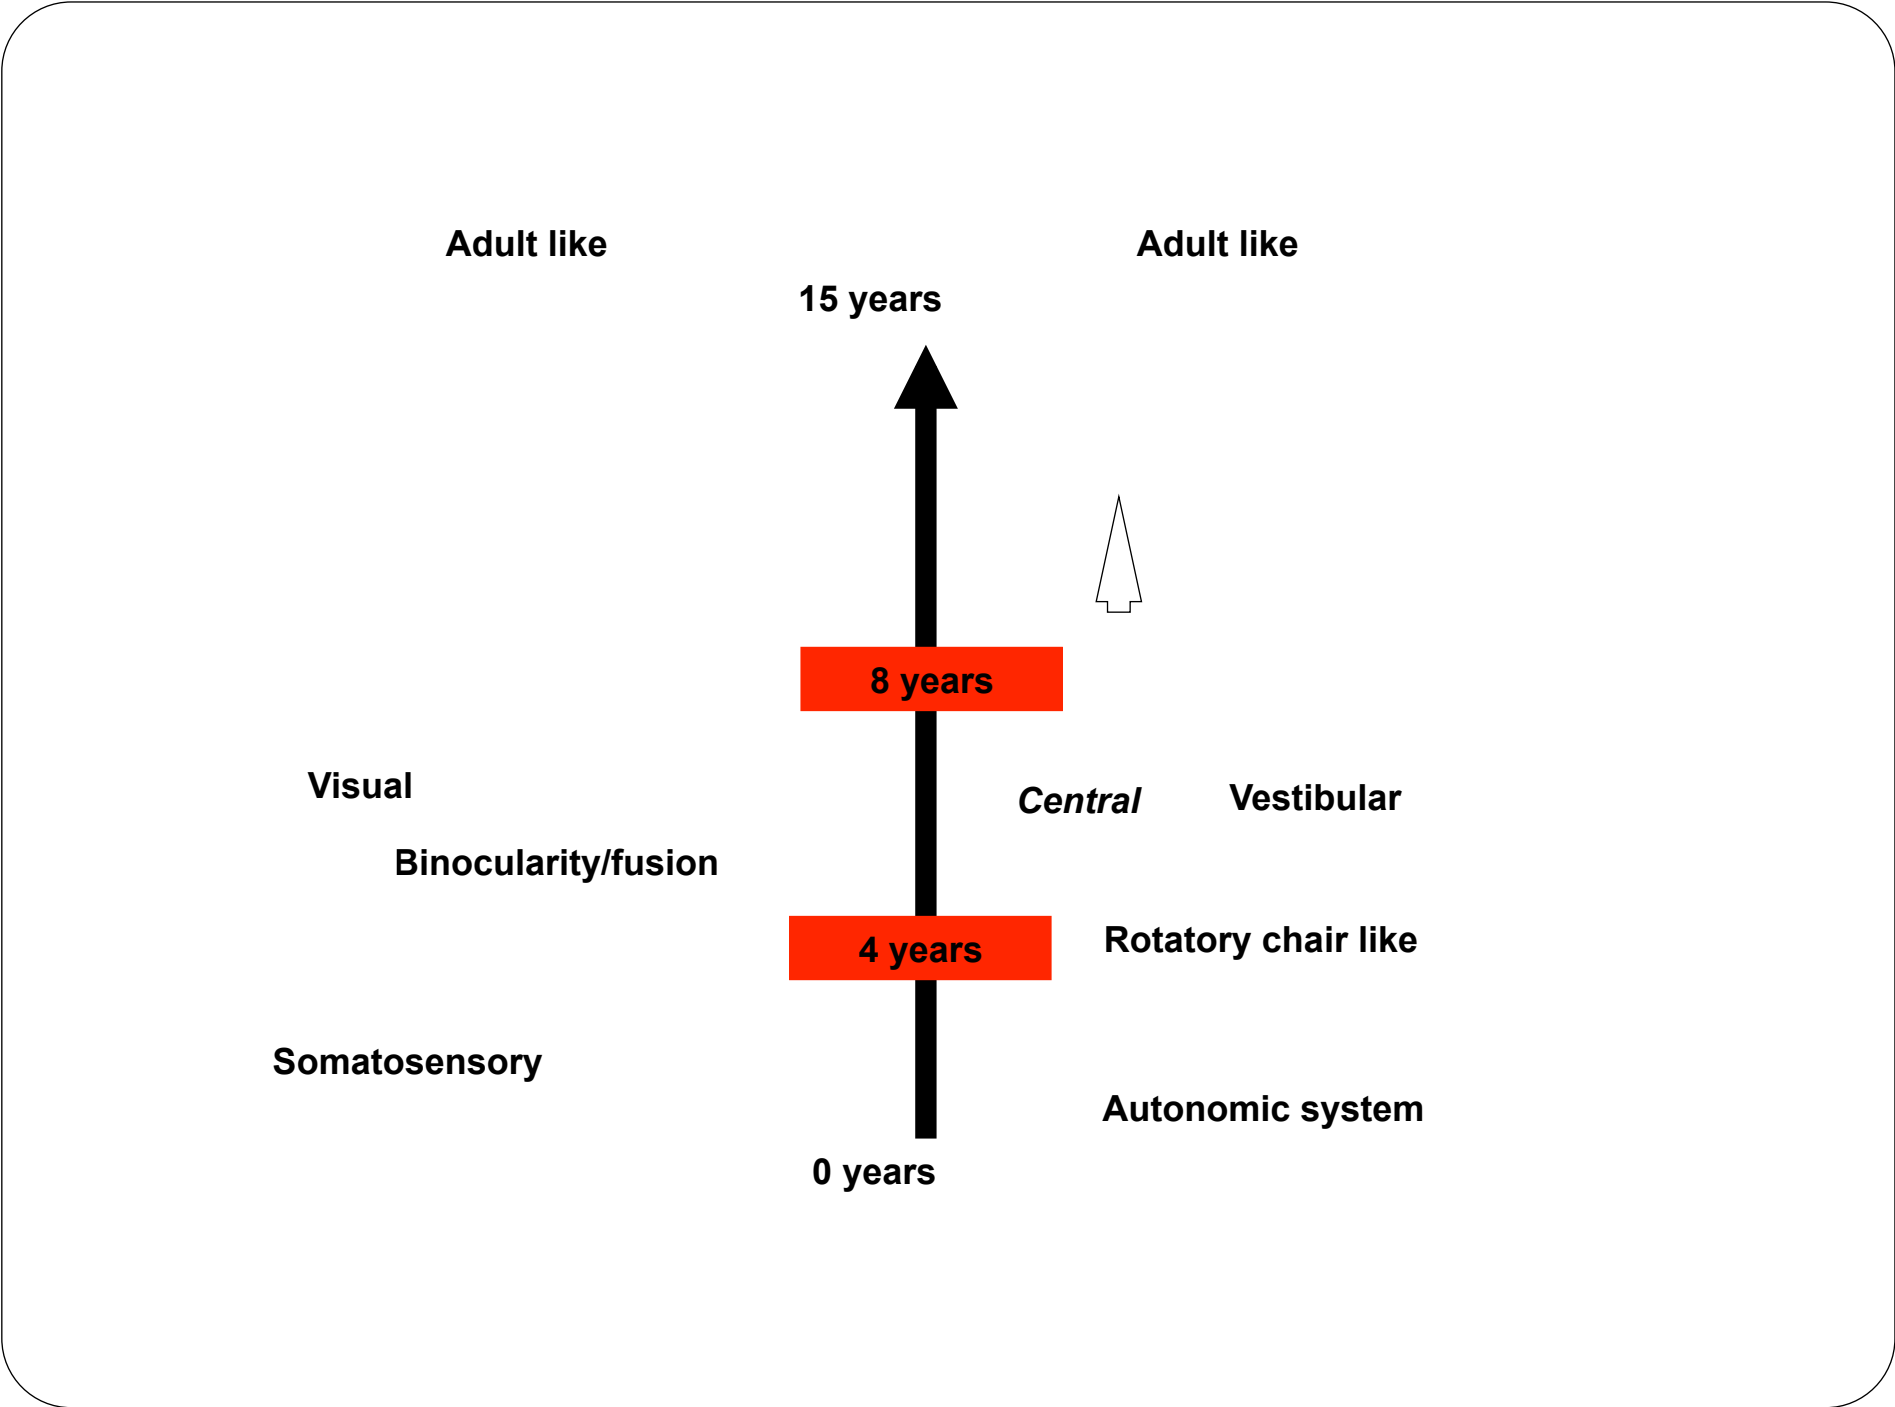 Adult like
Adult like
15 years
8 years
Visual
Central
Vestibular
Binocularity/fusion
4 years
Rotatory chair like
Somatosensory
Autonomic system
0 years